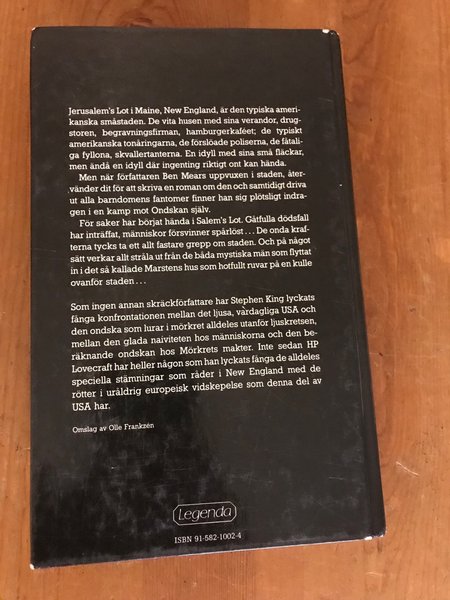 Jerusalem's Lot i Maine, New England, är den typiska ameri-
kanska småstaden. De vita husen med sina verandor, drug-
storen, begravningsfirman, hamburgerkaféet; de typiskt
amerikanska tonåringarna, de förslöade poliserna, de fåtali-
ga fyllona, skvallertanterna. En idyll med sina små fläckar,
men ändå en idyll där ingenting riktigt ont kan hända.
Men när författaren Ben Mears uppvuxen i staden, åter-
vänder dit för att skriva en roman om den och samtidigt driva
ut alla barndomens fantomer finner han sig plötsligt indra-
gen i en kamp mot Ondskan själv.
För saker har börjat hända i Salem's Lot. Gåtfulla dödsfall
har inträffat, människor försvinner spårlöst... De onda kraf-
terna tycks ta ett allt fastare grepp om staden. Och på något
sätt verkar allt stråla ut från de båda mystiska män som flyttat
in i det så kallade Marstens hus som hotfullt ruvar på en kulle
ovanför staden...
Som ingen annan skräckförfattare har Stephen King lyckats
fånga konfrontationen mellan det ljusa, vardagliga USA och
den ondska som lurar i mörkret alldeles utanför ljuskretsen,
mellan den glada naiviteten hos människorna och den be-
räknande ondskan hos Mörkrets makter. Inte sedan HP
Lovecraft har heller någon som han lyckats fånga de alldeles
speciella stämningar som råder i New England med de
rötter i uråldrig europeisk vidskepelse som denna del av
USA har.
Omslag av Olle Frankzén
Legenda
ISBN 91-582-1002-4